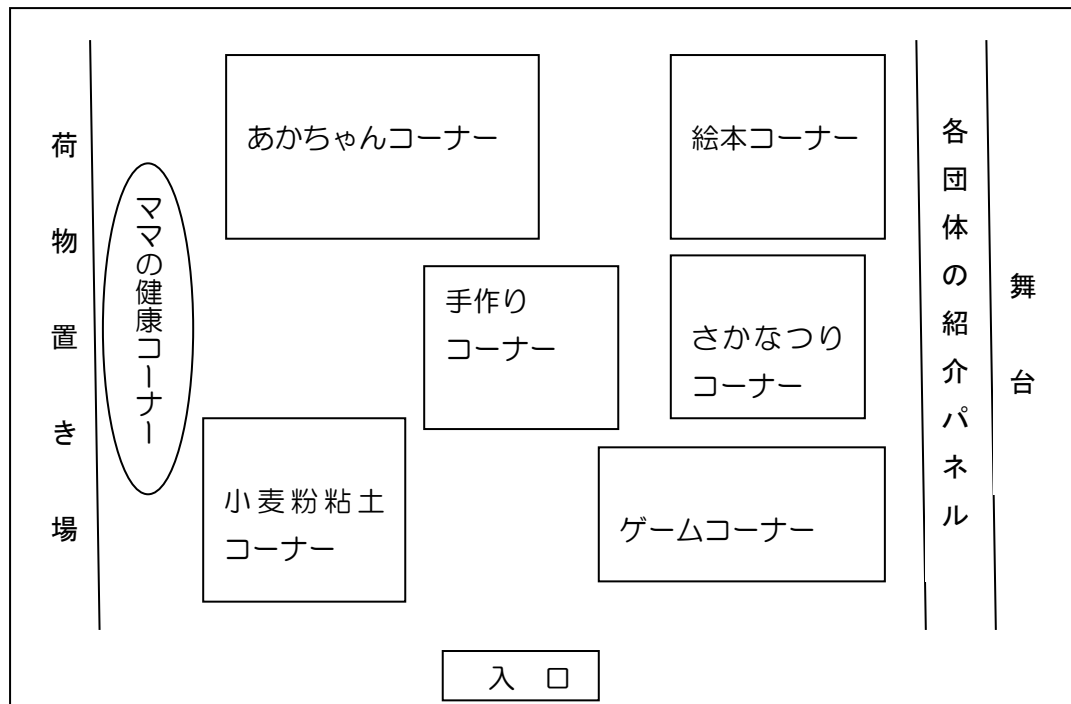 荷物置き場
ママの健康コーナー
あかちゃんコーナー
絵本コーナー
手作り
コーナー
さかなつり
コーナー
小麦粉粘土
コーナー
ゲームコーナー
各団体の紹介パネル
舞台
入口